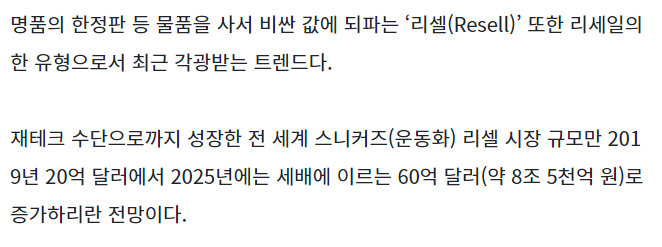 명품의 한정판 등 물품을 사서 비싼 값에 되파는 ‘리셀(Resell)’ 또한 리세일의
한 유형으로서 최근 각광받는 트렌드다.
재테크 수단으로까지 성장한 전 세계 스니커즈(운동화) 리셀 시장 규모만 201
9년 20억 달러에서 2025년에는 세배에 이르는 60억 달러(약 8조 5천억 원)로
증가하리란 전망이다.